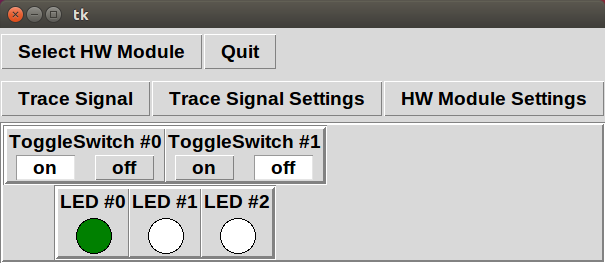 tk
Select HW Module Quit
Trace Signal Trace Signal Settings HW Module Settings
ToggleSwitch #0 ToggleSwitch #1
on off on off
LED #0 LED #1 LED #2